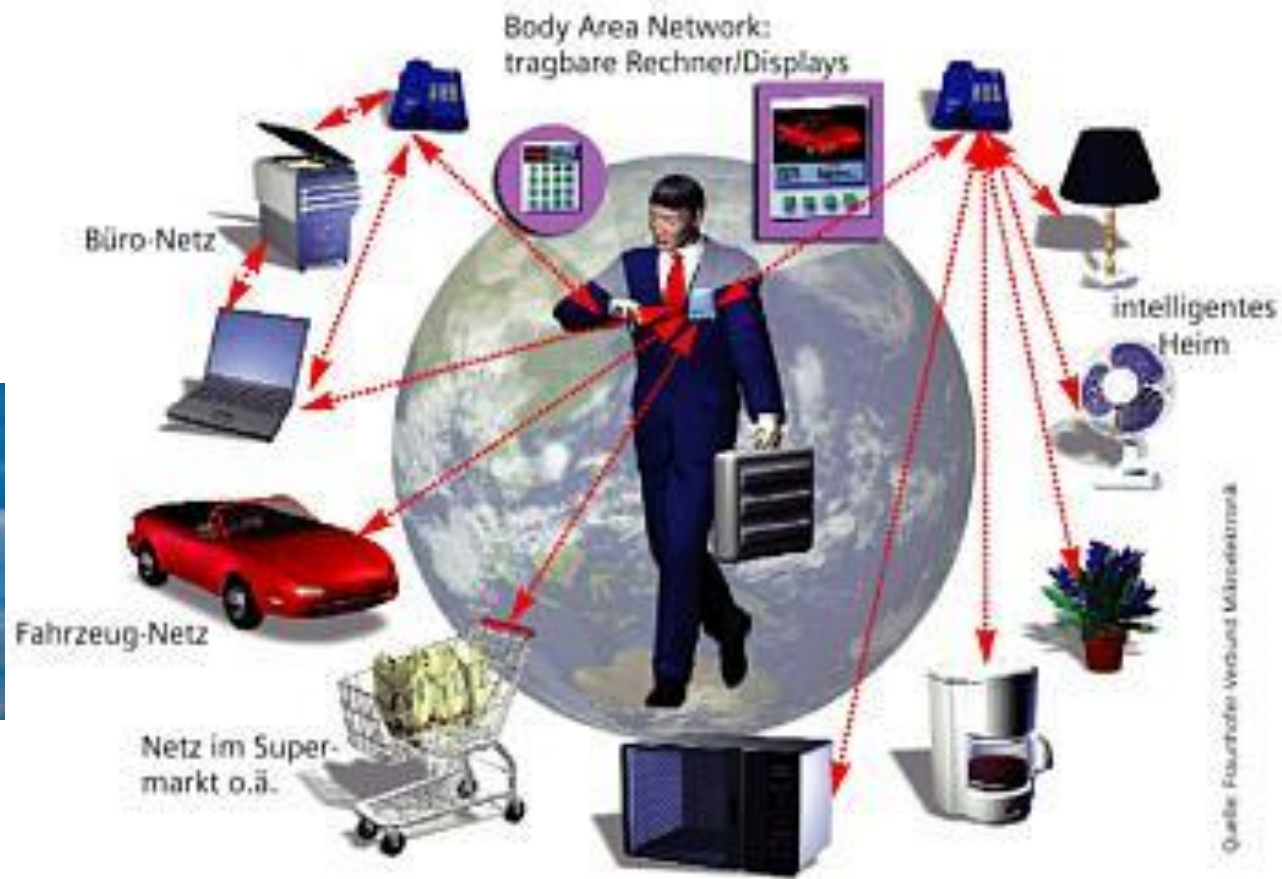 Body Area Network:
tragbare Rechner/Displays
Büro-Netz
intelligentes
Heim
Fahrzeug-Netz
Netz im Super-
markt o.ä.
Quelle: Fraunhofer Verbund Mikroelektronik